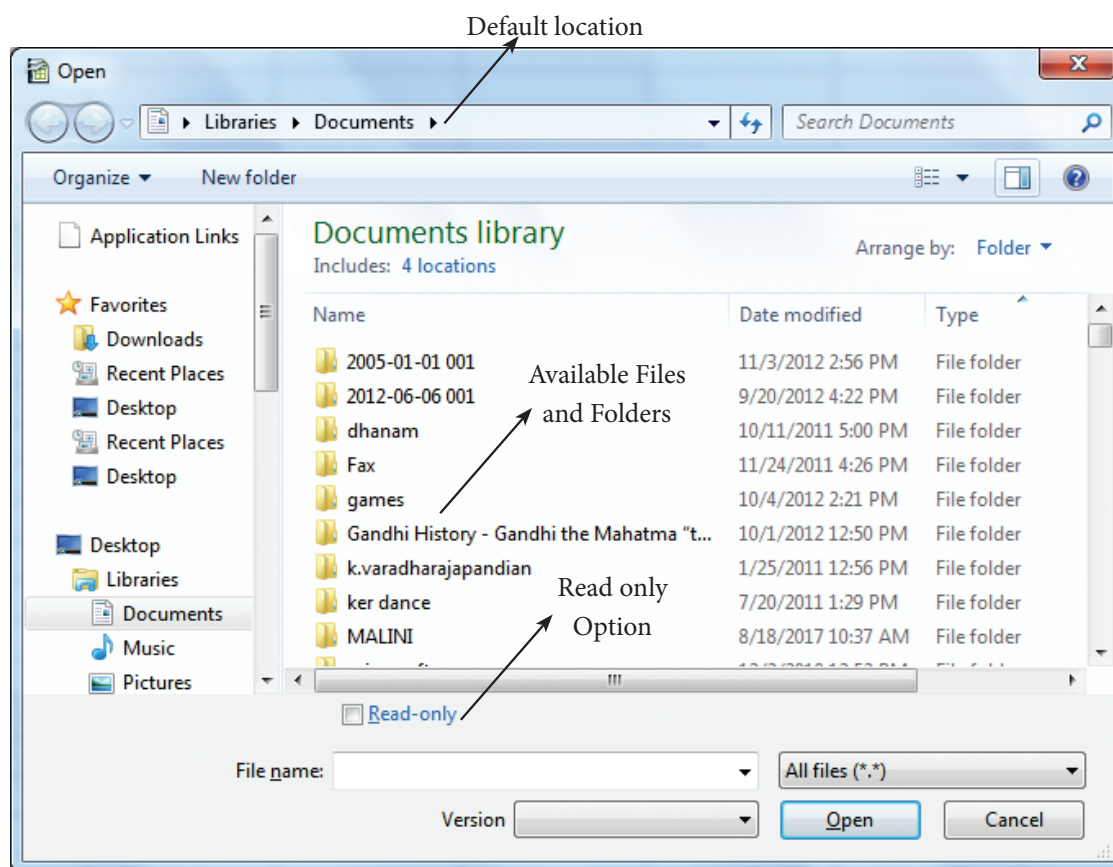 Default location
Open
Libraries Documents
Search Documents
Organize New folder
Application Links
Favorites
Downloads
Recent Places
Desktop
Recent Places
Desktop
Desktop
Libraries
Documents
Music
Pictures
Documents library
Includes: 4 locations
Arrange by: Folder
Name Date modified Type
2005-01-01 001 11/3/2012 2:56 PM File folder
2012-06-06 001 9/20/2012 4:22 PM File folder
dhanam 10/11/2011 5:00 PM File folder
Fax 11/24/2011 4:26 PM File folder
games 10/4/2012 2:21 PM File folder
Gandhi History - Gandhi the Mahatma “t... 10/1/2012 12:50 PM File folder
k.varadharajapandian 1/25/2011 12:56 PM File folder
ker dance 7/20/2011 1:29 PM File folder
MALINI 8/18/2017 10:37 AM File folder
Available Files
and Folders
Read only
Option
Read-only
File name:
All files (*.*)
Version
Open Cancel